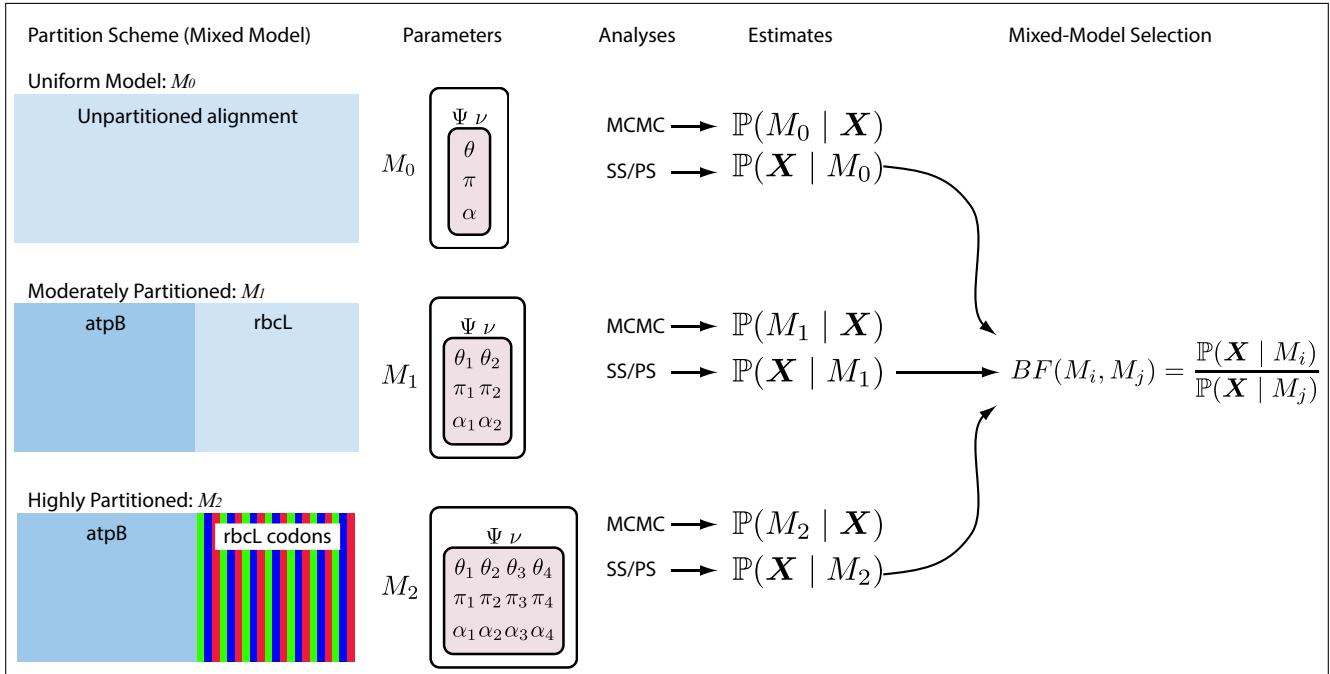 Partition Scheme (Mixed Model) Parameters Analyses Estimates Mixed-Model Selection
Uniform Model: M₀
Unpartitioned alignment
M₀
Ψ ν
θ
π
α
MCMC ℙ(M₀ | X)
SS/PS ℙ(X | M₀)
Moderately Partitioned: M₁
atpB rbcL
M₁
Ψ ν
θ₁ θ₂
π₁ π₂
α₁ α₂
MCMC ℙ(M₁ | X)
SS/PS ℙ(X | M₁)
BF(Mᵢ, Mⱼ) = ℙ(X | Mᵢ) / ℙ(X | Mⱼ)
Highly Partitioned: M₂
atpB rbcL codons
M₂
Ψ ν
θ₁ θ₂ θ₃ θ₄
π₁ π₂ π₃ π₄
α₁ α₂ α₃ α₄
MCMC ℙ(M₂ | X)
SS/PS ℙ(X | M₂)